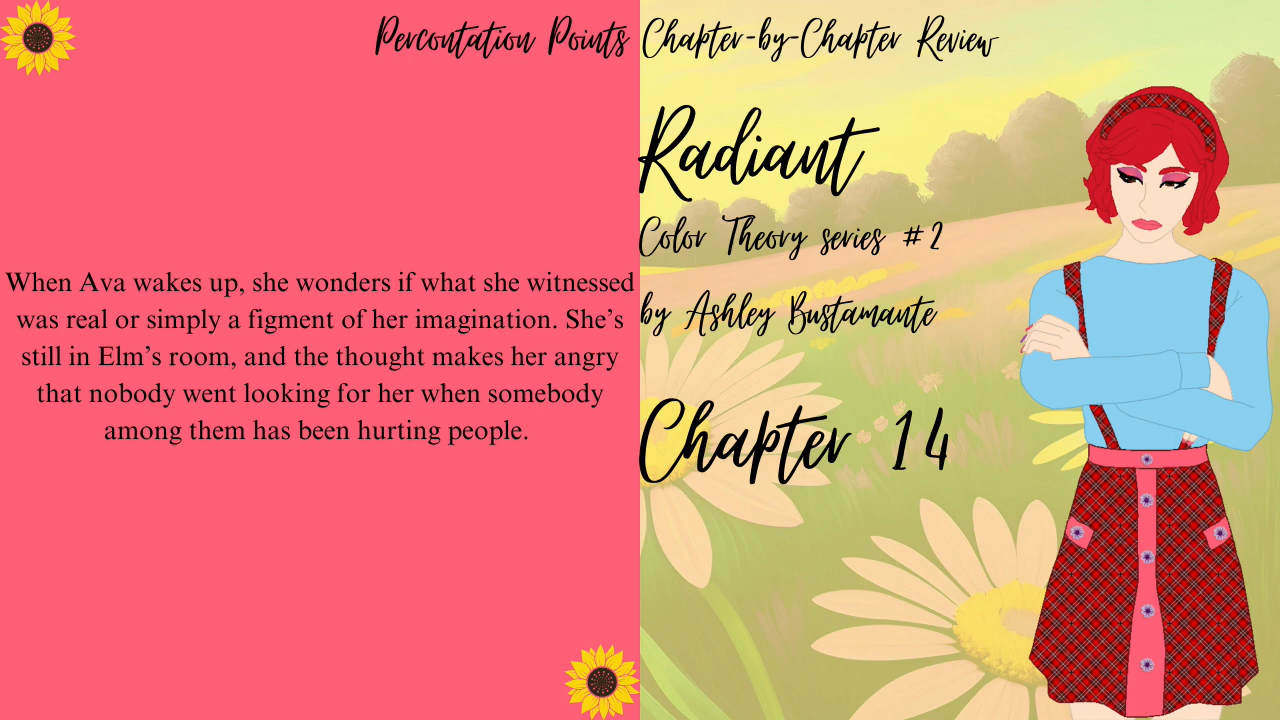 Percontation Points Chapter-by-Chapter Review
When Ava wakes up, she wonders if what she witnessed
was real or simply a figment of her imagination. She’s
still in Elm’s room, and the thought makes her angry
that nobody went looking for her when somebody
among them has been hurting people.
Radiant
Color Theory series #2
by Ashley Bustamante
Chapter 14